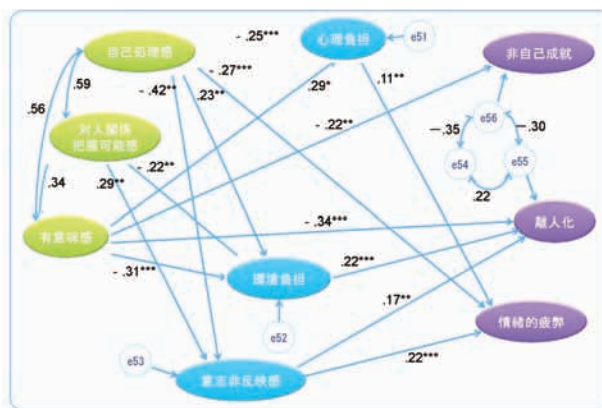 自己処理感
- .25***
心理負担
e51
非自己成就
.59
- .27***
.56
- .42**
.23**
.29*
.11**
e56
対人関係
把握可能感
- .22**
−.35
−.30
e54
e55
.34
.29**
- .22**
.22
有意味感
- .34***
離人化
- .31***
環境負担
.22***
.17**
情緒的疲弊
e52
e53
意志非反映感
.22***